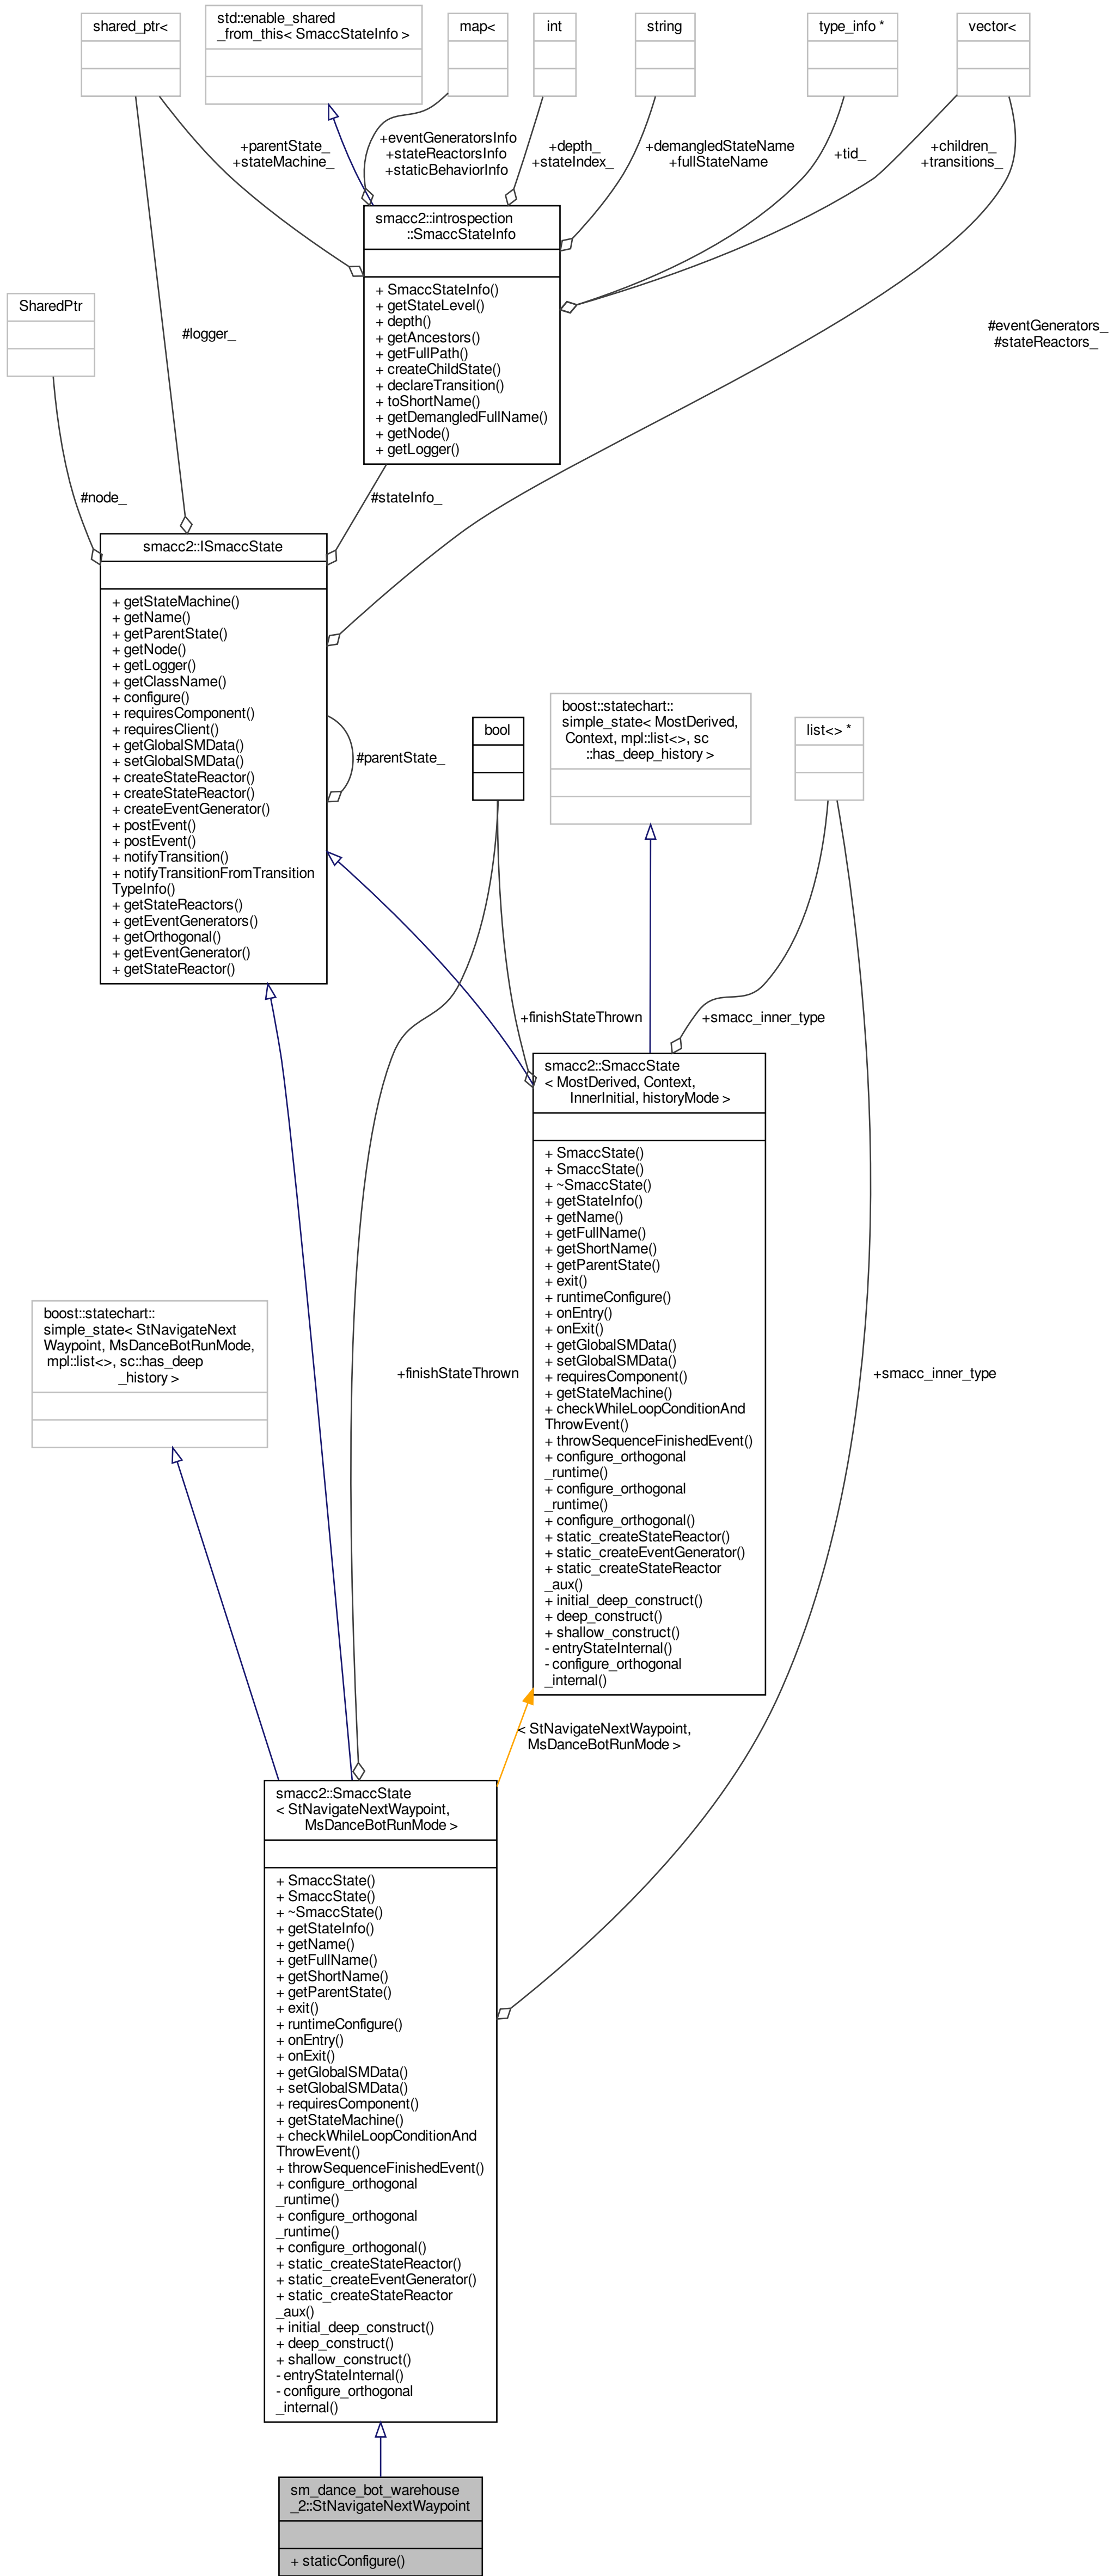 shared_ptr<
std::enable_shared
_from_this< SmaccStateInfo >
map<
int
string
type_info *
vector<
+parentState_
+stateMachine_
+eventGeneratorsInfo
+stateReactorsInfo
+staticBehaviorInfo
+depth_
+stateIndex_
+demangledStateName
+fullStateName
+tid_
+children_
+transitions_
smacc2::introspection
::SmaccStateInfo
+ SmaccStateInfo()
+ getStateLevel()
+ depth()
+ getAncestors()
+ getFullPath()
+ createChildState()
+ declareTransition()
+ toShortName()
+ getDemangledFullName()
+ getNode()
+ getLogger()
SharedPtr
#logger_
#eventGenerators_
#stateReactors_
#node_
#stateInfo_
smacc2::ISmaccState
+ getStateMachine()
+ getName()
+ getParentState()
+ getNode()
+ getLogger()
+ getClassName()
+ configure()
+ requiresComponent()
+ requiresClient()
+ getGlobalSMData()
+ setGlobalSMData()
+ createStateReactor()
+ createStateReactor()
+ createEventGenerator()
+ postEvent()
+ postEvent()
+ notifyTransition()
+ notifyTransitionFromTransition
TypeInfo()
+ getStateReactors()
+ getEventGenerators()
+ getOrthogonal()
+ getEventGenerator()
+ getStateReactor()
#parentState_
bool
boost::statechart::
simple_state< MostDerived,
Context, mpl::list<>, sc
::has_deep_history >
list<> *
+finishStateThrown
+smacc_inner_type
smacc2::SmaccState
< MostDerived, Context,
InnerInitial, historyMode >
+ SmaccState()
+ SmaccState()
+ ~SmaccState()
+ getStateInfo()
+ getName()
+ getFullName()
+ getShortName()
+ getParentState()
+ exit()
+ runtimeConfigure()
+ onEntry()
+ onExit()
+ getGlobalSMData()
+ setGlobalSMData()
+ requiresComponent()
+ getStateMachine()
+ checkWhileLoopConditionAnd
ThrowEvent()
+ throwSequenceFinishedEvent()
+ configure_orthogonal
_runtime()
+ configure_orthogonal
_runtime()
+ configure_orthogonal()
+ static_createStateReactor()
+ static_createEventGenerator()
+ static_createStateReactor
_aux()
+ initial_deep_construct()
+ deep_construct()
+ shallow_construct()
- entryStateInternal()
- configure_orthogonal
_internal()
boost::statechart::
simple_state< StNavigateNext
Waypoint, MsDanceBotRunMode,
mpl::list<>, sc::has_deep
_history >
+finishStateThrown
+smacc_inner_type
< StNavigateNextWaypoint,
MsDanceBotRunMode >
smacc2::SmaccState
< StNavigateNextWaypoint,
MsDanceBotRunMode >
+ SmaccState()
+ SmaccState()
+ ~SmaccState()
+ getStateInfo()
+ getName()
+ getFullName()
+ getShortName()
+ getParentState()
+ exit()
+ runtimeConfigure()
+ onEntry()
+ onExit()
+ getGlobalSMData()
+ setGlobalSMData()
+ requiresComponent()
+ getStateMachine()
+ checkWhileLoopConditionAnd
ThrowEvent()
+ throwSequenceFinishedEvent()
+ configure_orthogonal
_runtime()
+ configure_orthogonal
_runtime()
+ configure_orthogonal()
+ static_createStateReactor()
+ static_createEventGenerator()
+ static_createStateReactor
_aux()
+ initial_deep_construct()
+ deep_construct()
+ shallow_construct()
- entryStateInternal()
- configure_orthogonal
_internal()
sm_dance_bot_warehouse
_2::StNavigateNextWaypoint
+ staticConfigure()